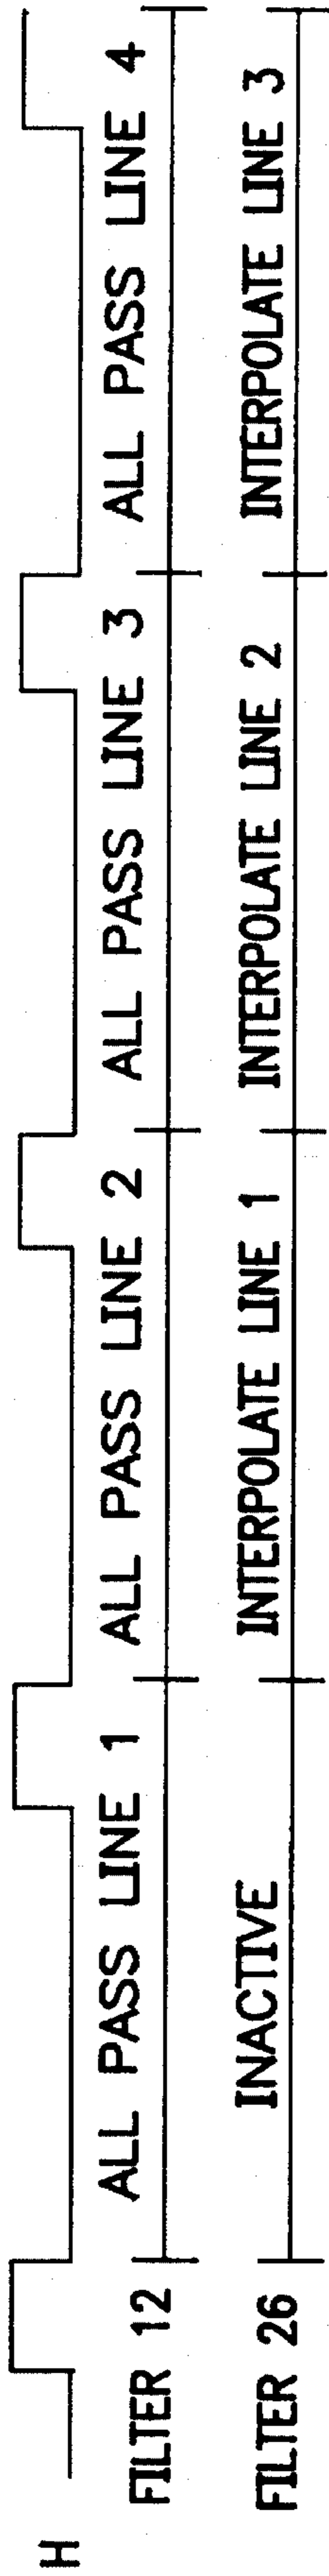 H
FILTER 12 ALL PASS LINE 1 ALL PASS LINE 2 ALL PASS LINE 3 ALL PASS LINE 4
FILTER 26 INACTIVE INTERPOLATE LINE 1 INTERPOLATE LINE 2 INTERPOLATE LINE 3